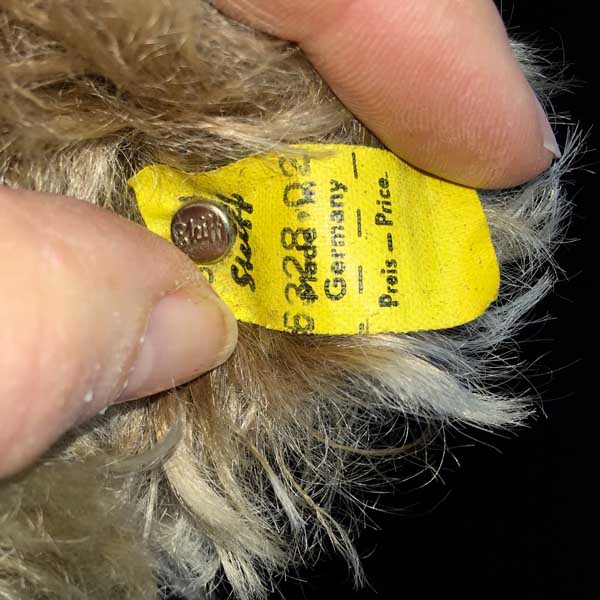 Steiff
Steiff
6328,02
Made in
Germany
Preis – Price